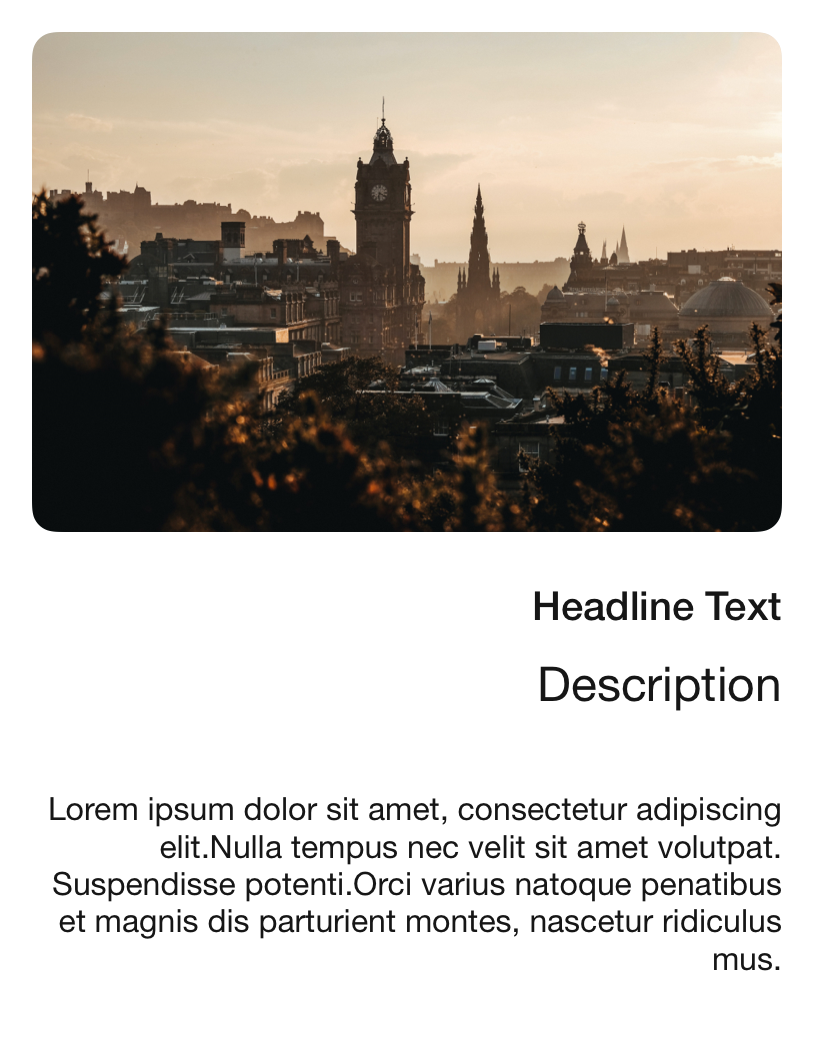 Headline Text
Description
Lorem ipsum dolor sit amet, consectetur adipiscing
elit.Nulla tempus nec velit sit amet volutpat.
Suspendisse potenti.Orci varius natoque penatibus
et magnis dis parturient montes, nascetur ridiculus
mus.